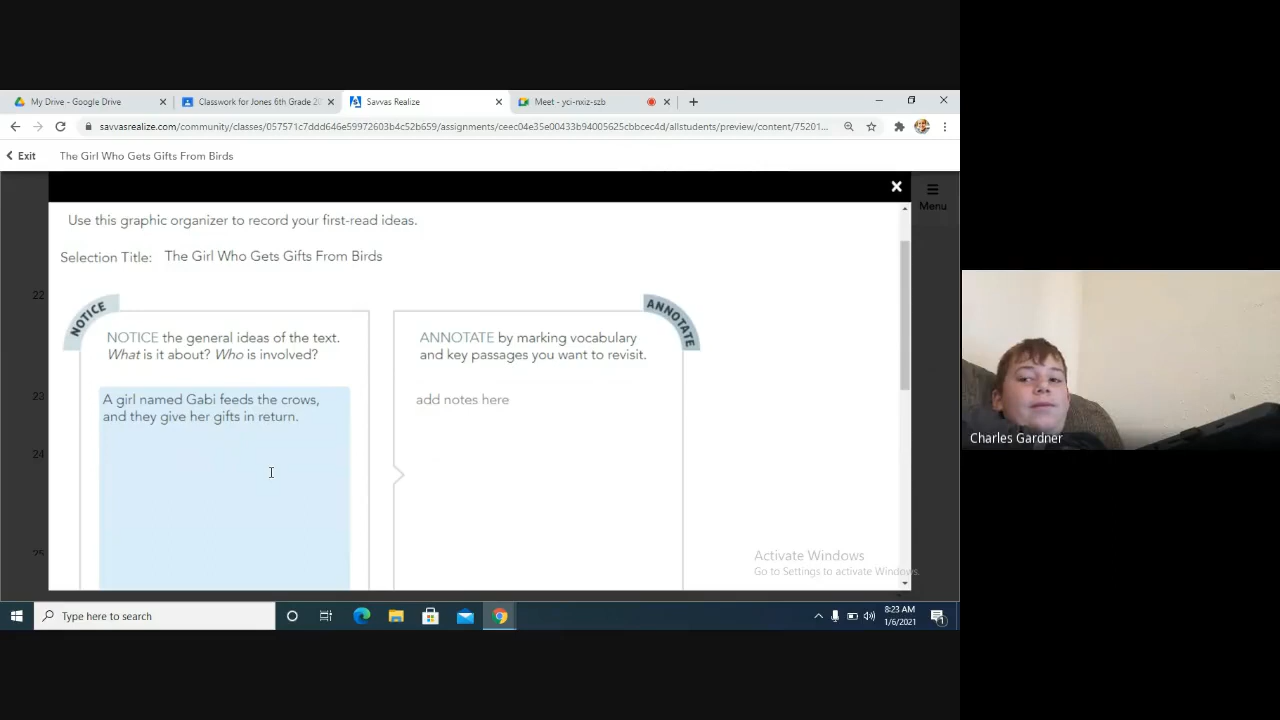 My Drive - Google Drive
Classwork for Jones 6th Grade 20
Savvas Realize
Meet - yci-nxiz-szb
savvasrealize.com/community/classes/057571c7ddd646e59972603b4c52b659/assignments/ceec04e35e00433b94005625cbbcec4d/allstudents/preview/content/75201...
Exit
The Girl Who Gets Gifts From Birds
Menu
Use this graphic organizer to record your first-read ideas.
Selection Title: The Girl Who Gets Gifts From Birds
22
NOTICE
ANNOTATE
NOTICE the general ideas of the text.
What is it about? Who is involved?
ANNOTATE by marking vocabulary
and key passages you want to revisit.
23
A girl named Gabi feeds the crows,
and they give her gifts in return.
add notes here
24
25
Charles Gardner
Activate Windows
Go to Settings to activate Windows.
Type here to search
8:23 AM
1/6/2021
1